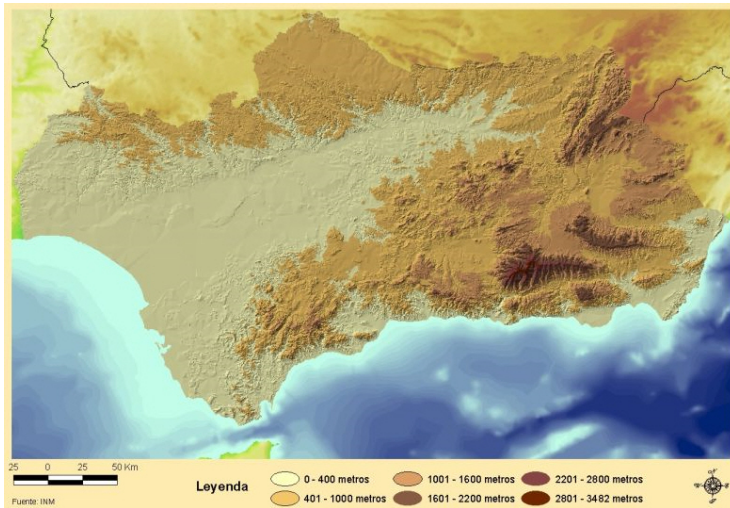 25 0 50 Km
Fuente: INM
Leyenda
0 - 400 metros
401 - 1000 metros
1001 - 1600 metros
1601 - 2200 metros
2201 - 2800 metros
2801 - 3482 metros